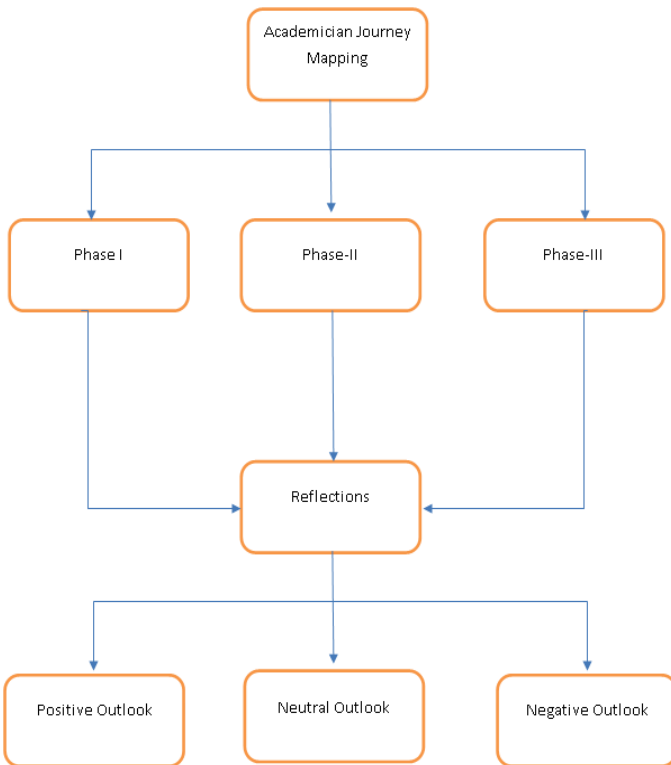 Academician Journey
Mapping
Phase I
Phase-II
Phase-III
Reflections
Positive Outlook
Neutral Outlook
Negative Outlook